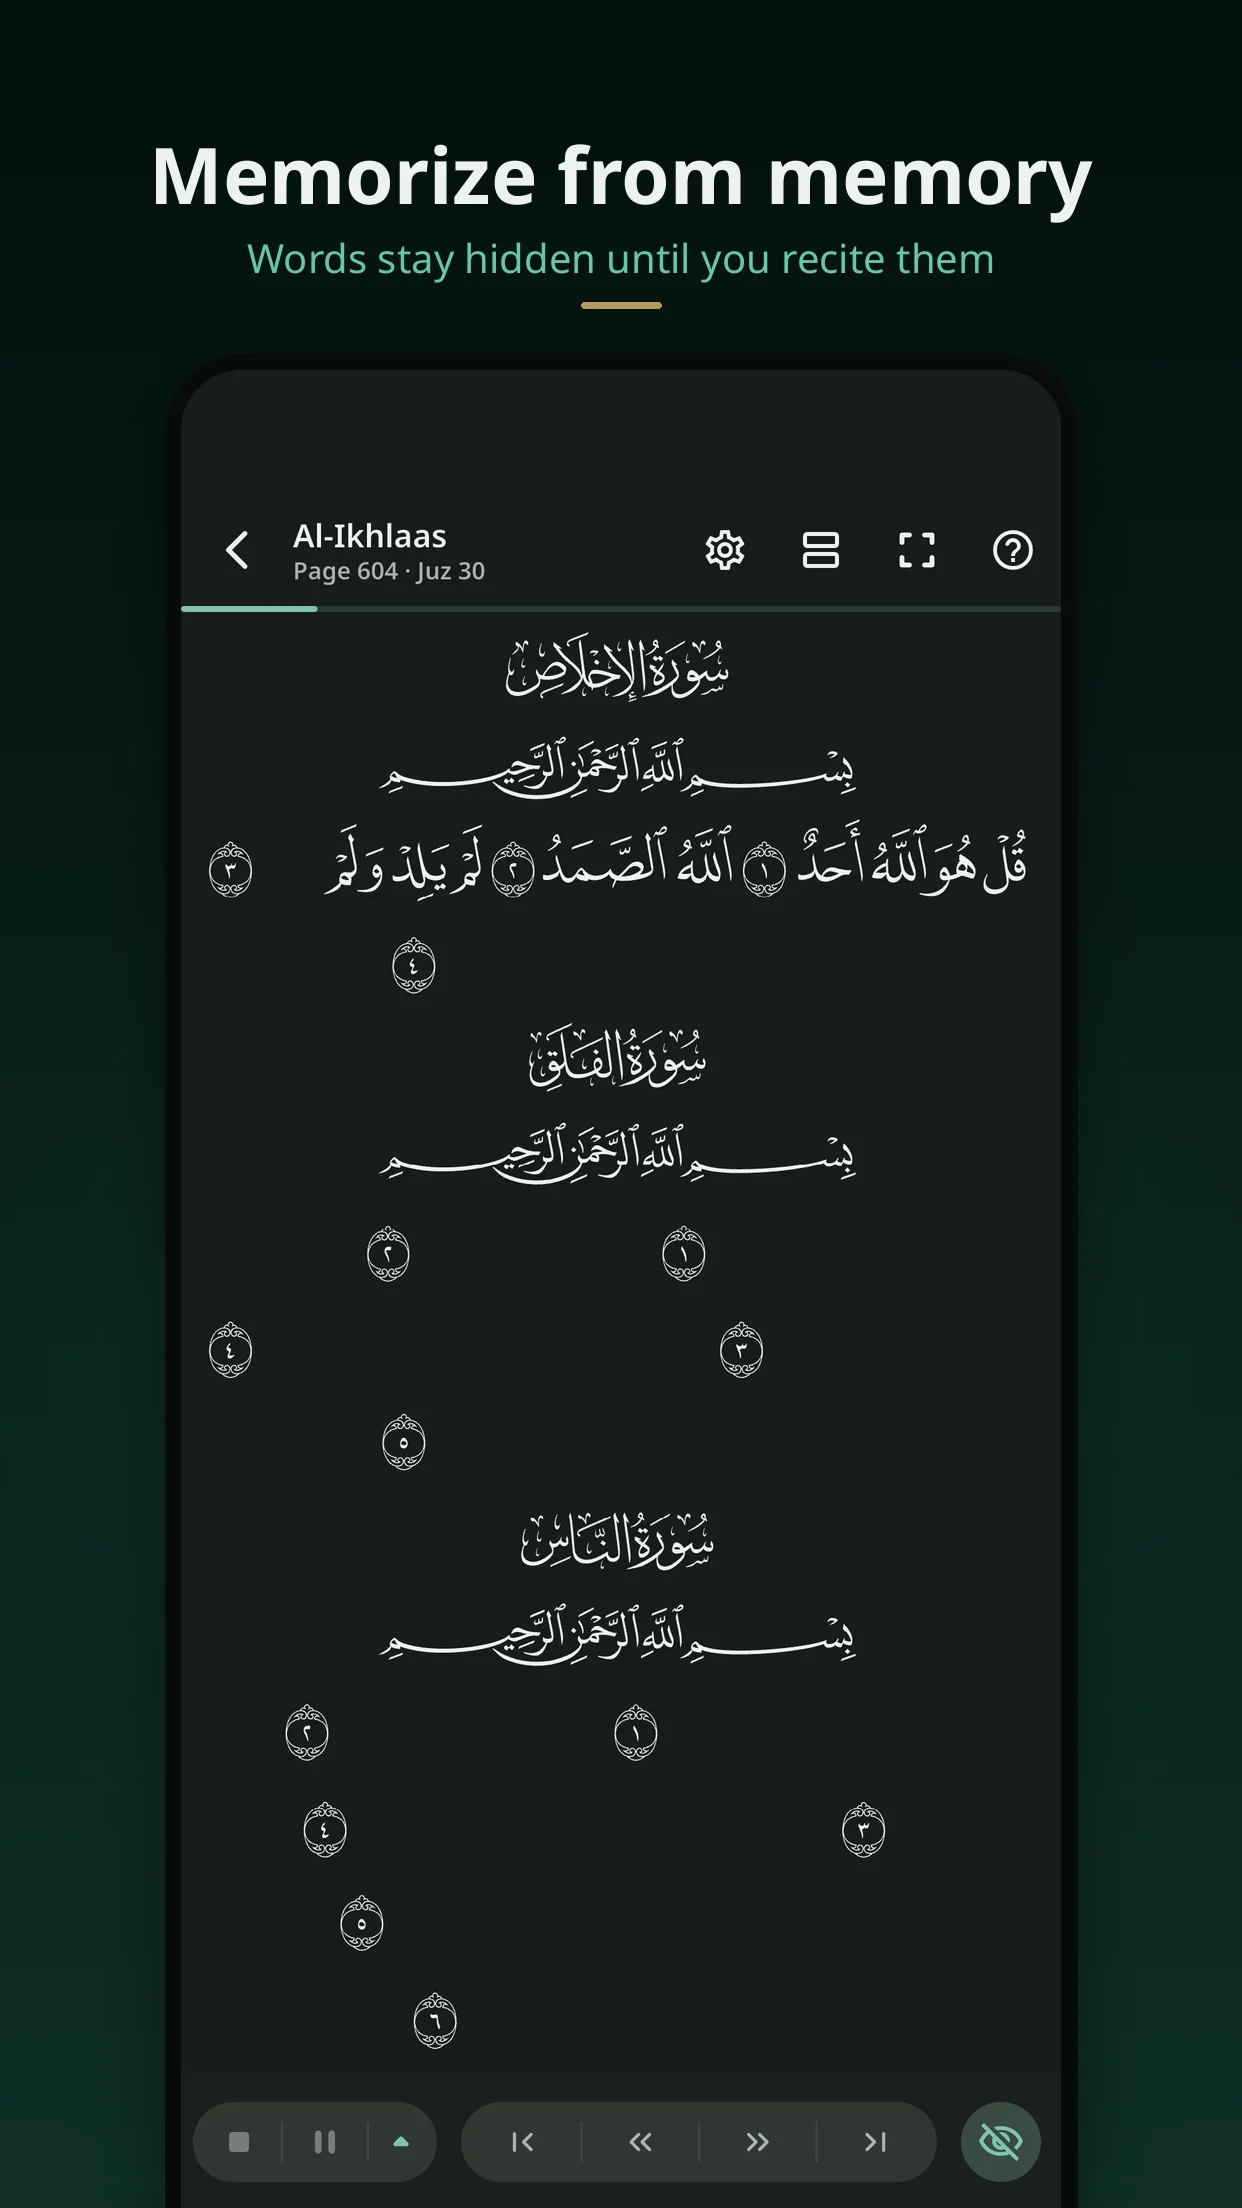 Memorize from memory
Words stay hidden until you recite them
Al-Ikhlaas
Page 604 · Juz 30
سُورَةُ الإِخْلَاصِ
بِسْمِ ٱللَّهِ ٱلرَّحْمَٰنِ ٱلرَّحِيمِ
قُلْ هُوَ ٱللَّهُ أَحَدٌ ١ ٱللَّهُ ٱلصَّمَدُ ٢ لَمْ يَلِدْ وَلَمْ ٣
٤
سُورَةُ الفَلَقِ
بِسْمِ ٱللَّهِ ٱلرَّحْمَٰنِ ٱلرَّحِيمِ
١ ٢
٣ ٤
٥
سُورَةُ النَّاسِ
بِسْمِ ٱللَّهِ ٱلرَّحْمَٰنِ ٱلرَّحِيمِ
١ ٢
٣ ٤
٥
٦